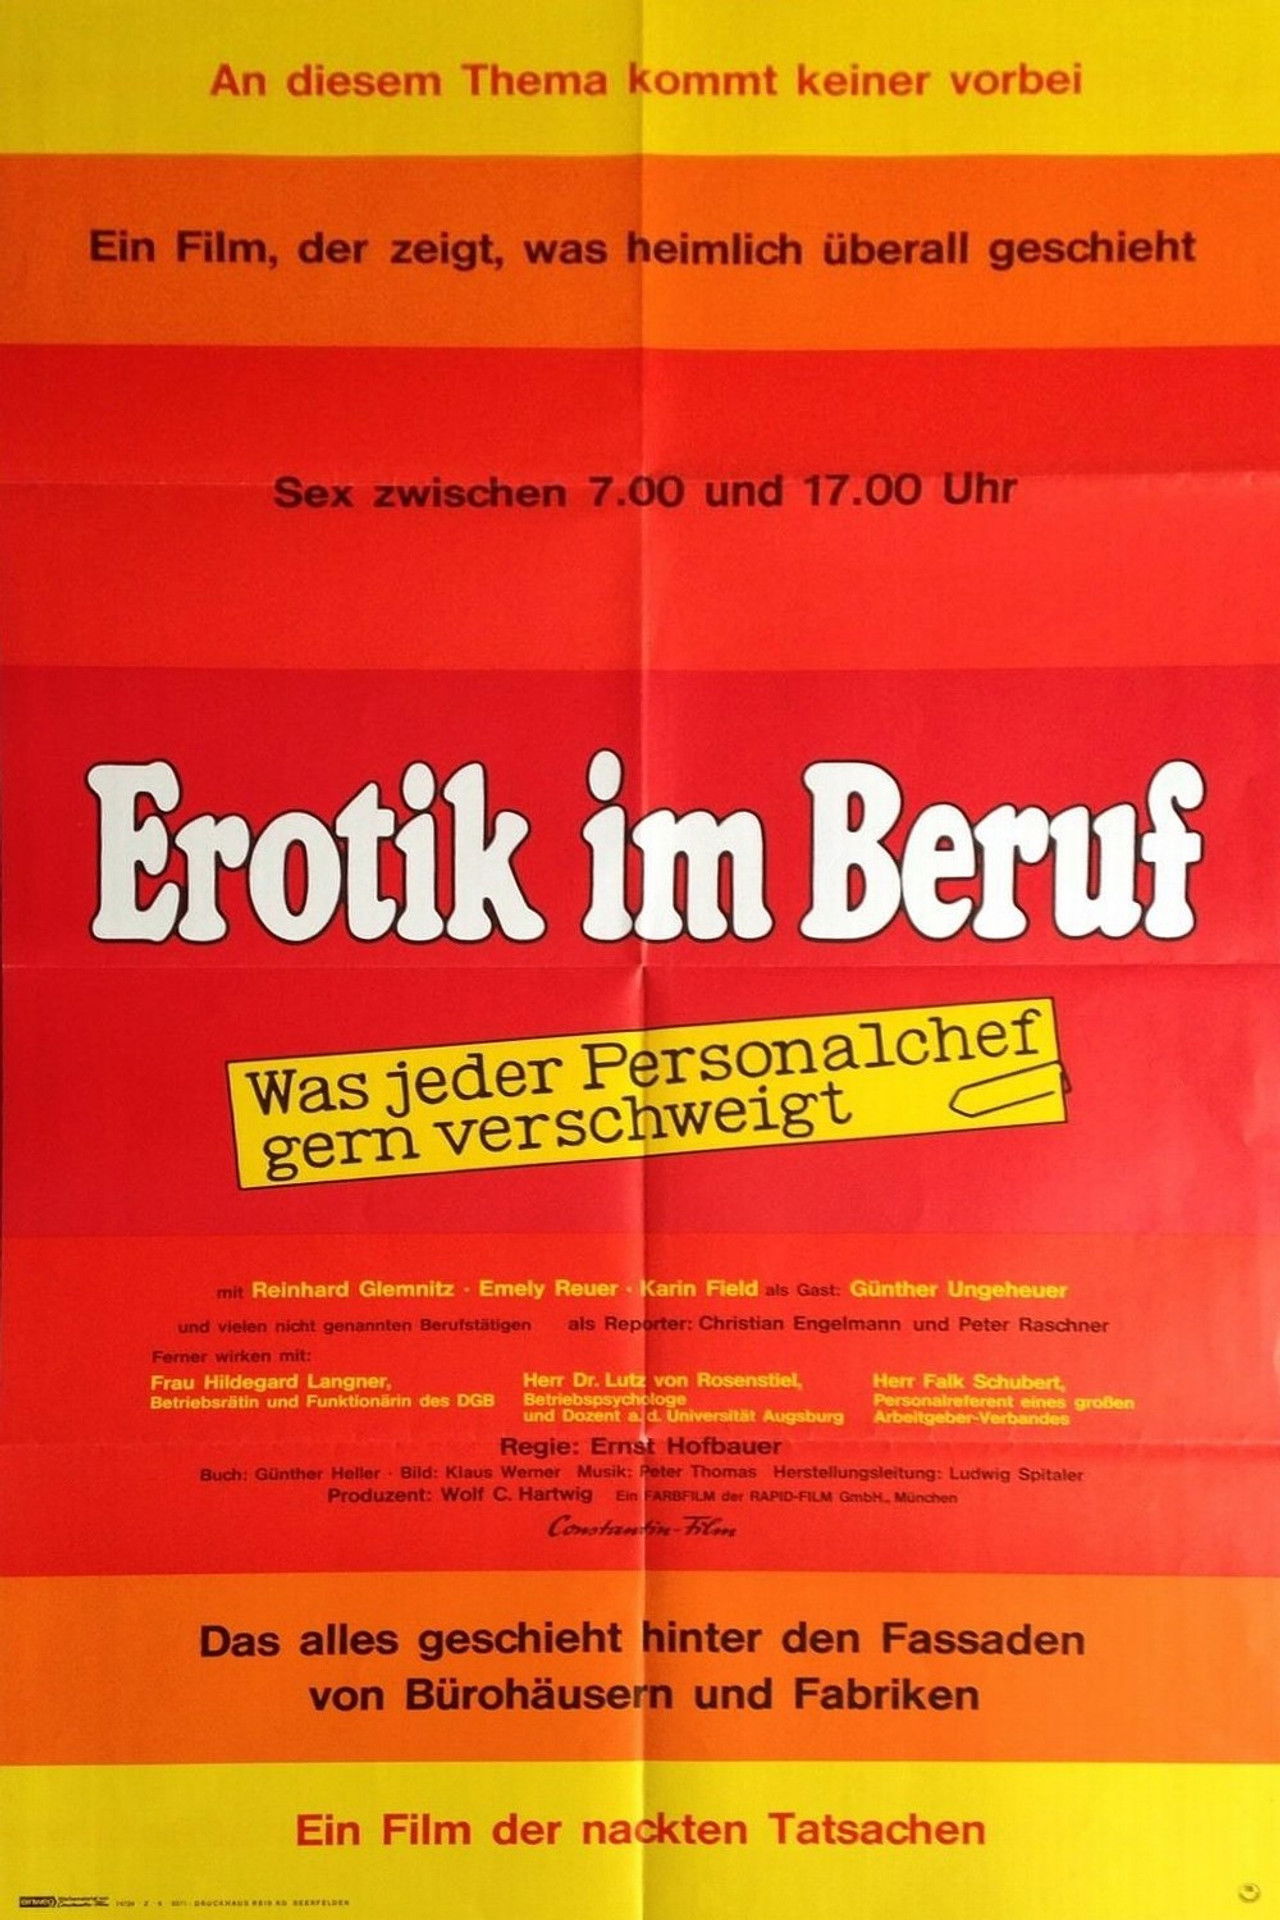 An diesem Thema kommt keiner vorbei
Ein Film, der zeigt, was heimlich überall geschieht
Sex zwischen 7.00 und 17.00 Uhr
Erotik im Beruf
Was jeder Personalchef
gern verschweigt
mit Reinhard Glemnitz · Emely Reuer · Karin Field als Gast: Günther Ungeheuer
und vielen nicht genannten Berufstätigen als Reporter: Christian Engelmann und Peter Raschner
Ferner wirken mit:
Frau Hildegard Langner,
Betriebsrätin und Funktionärin des DGB
Herr Dr. Lutz von Rosenstiel,
Betriebspsychologe
und Dozent a. d. Universität Augsburg
Herr Falk Schubert,
Personalreferent eines großen
Arbeitgeber-Verbandes
Regie: Ernst Hofbauer
Buch: Günther Heller · Bild: Klaus Werner Musik: Peter Thomas Herstellungsleitung: Ludwig Spitaler
Produzent: Wolf C. Hartwig Ein FARBFILM der RAPID-FILM GmbH., München
Constantin-Film
Das alles geschieht hinter den Fassaden
von Bürohäusern und Fabriken
Ein Film der nackten Tatsachen
DRUCKHAUS REIS KG BEERFELDEN